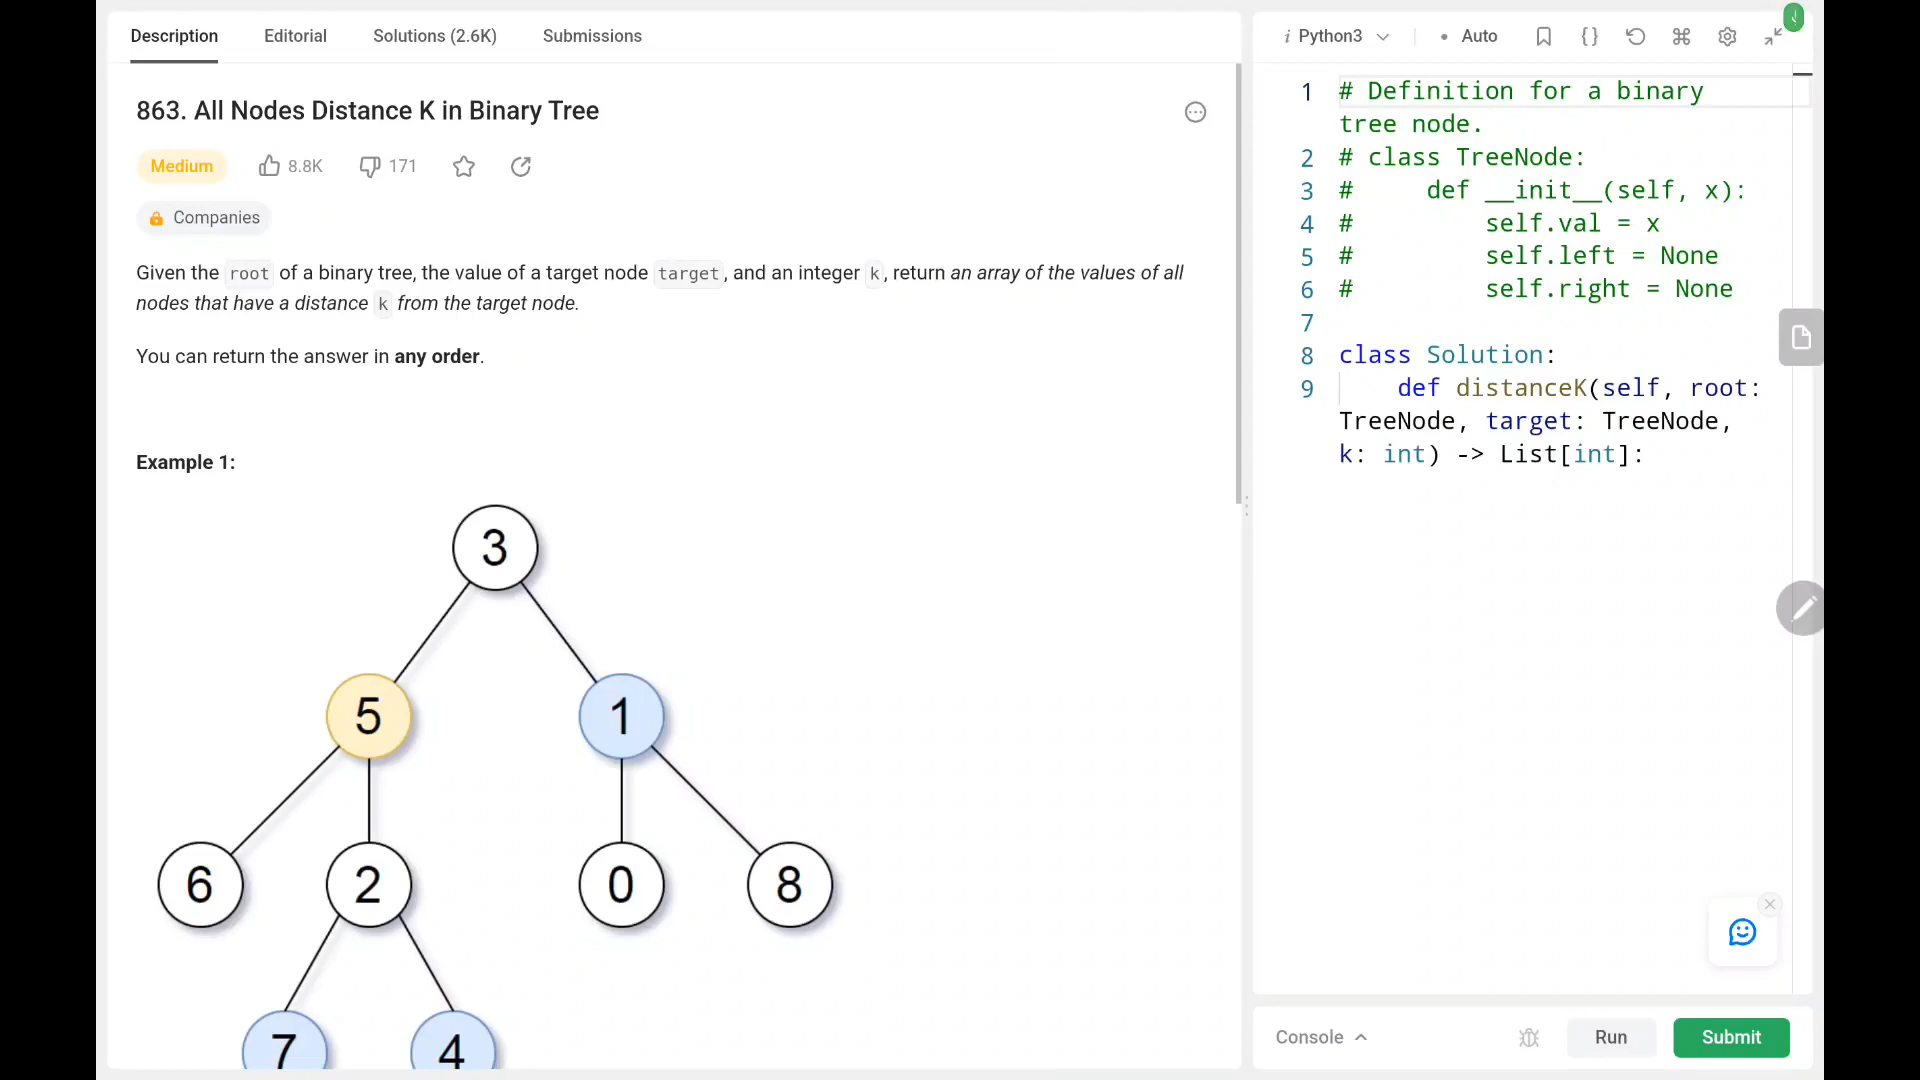 Description Editorial Solutions (2.6K) Submissions
863. All Nodes Distance K in Binary Tree
Medium 8.8K 171
Companies
Given the root of a binary tree, the value of a target node target, and an integer k, return an array of the values of all
nodes that have a distance k from the target node.
You can return the answer in any order.
Example 1:
3
5 1
6 2 0 8
7 4
i Python3 • Auto
1 # Definition for a binary
tree node.
2 # class TreeNode:
3 #     def __init__(self, x):
4 #         self.val = x
5 #         self.left = None
6 #         self.right = None
7
8 class Solution:
9     def distanceK(self, root:
TreeNode, target: TreeNode,
k: int) -> List[int]:
Console Run Submit